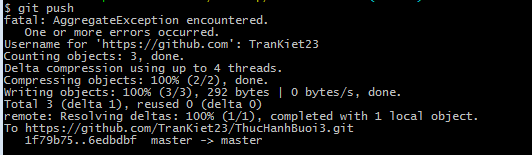 $ git push
fatal: AggregateException encountered.
   One or more errors occurred.
Username for 'https://github.com': TranKiet23
Counting objects: 3, done.
Delta compression using up to 4 threads.
Compressing objects: 100% (2/2), done.
Writing objects: 100% (3/3), 292 bytes | 0 bytes/s, done.
Total 3 (delta 1), reused 0 (delta 0)
remote: Resolving deltas: 100% (1/1), completed with 1 local object.
To https://github.com/TranKiet23/ThucHanhBuoi3.git
   1f79b75..6edbdbf  master -> master